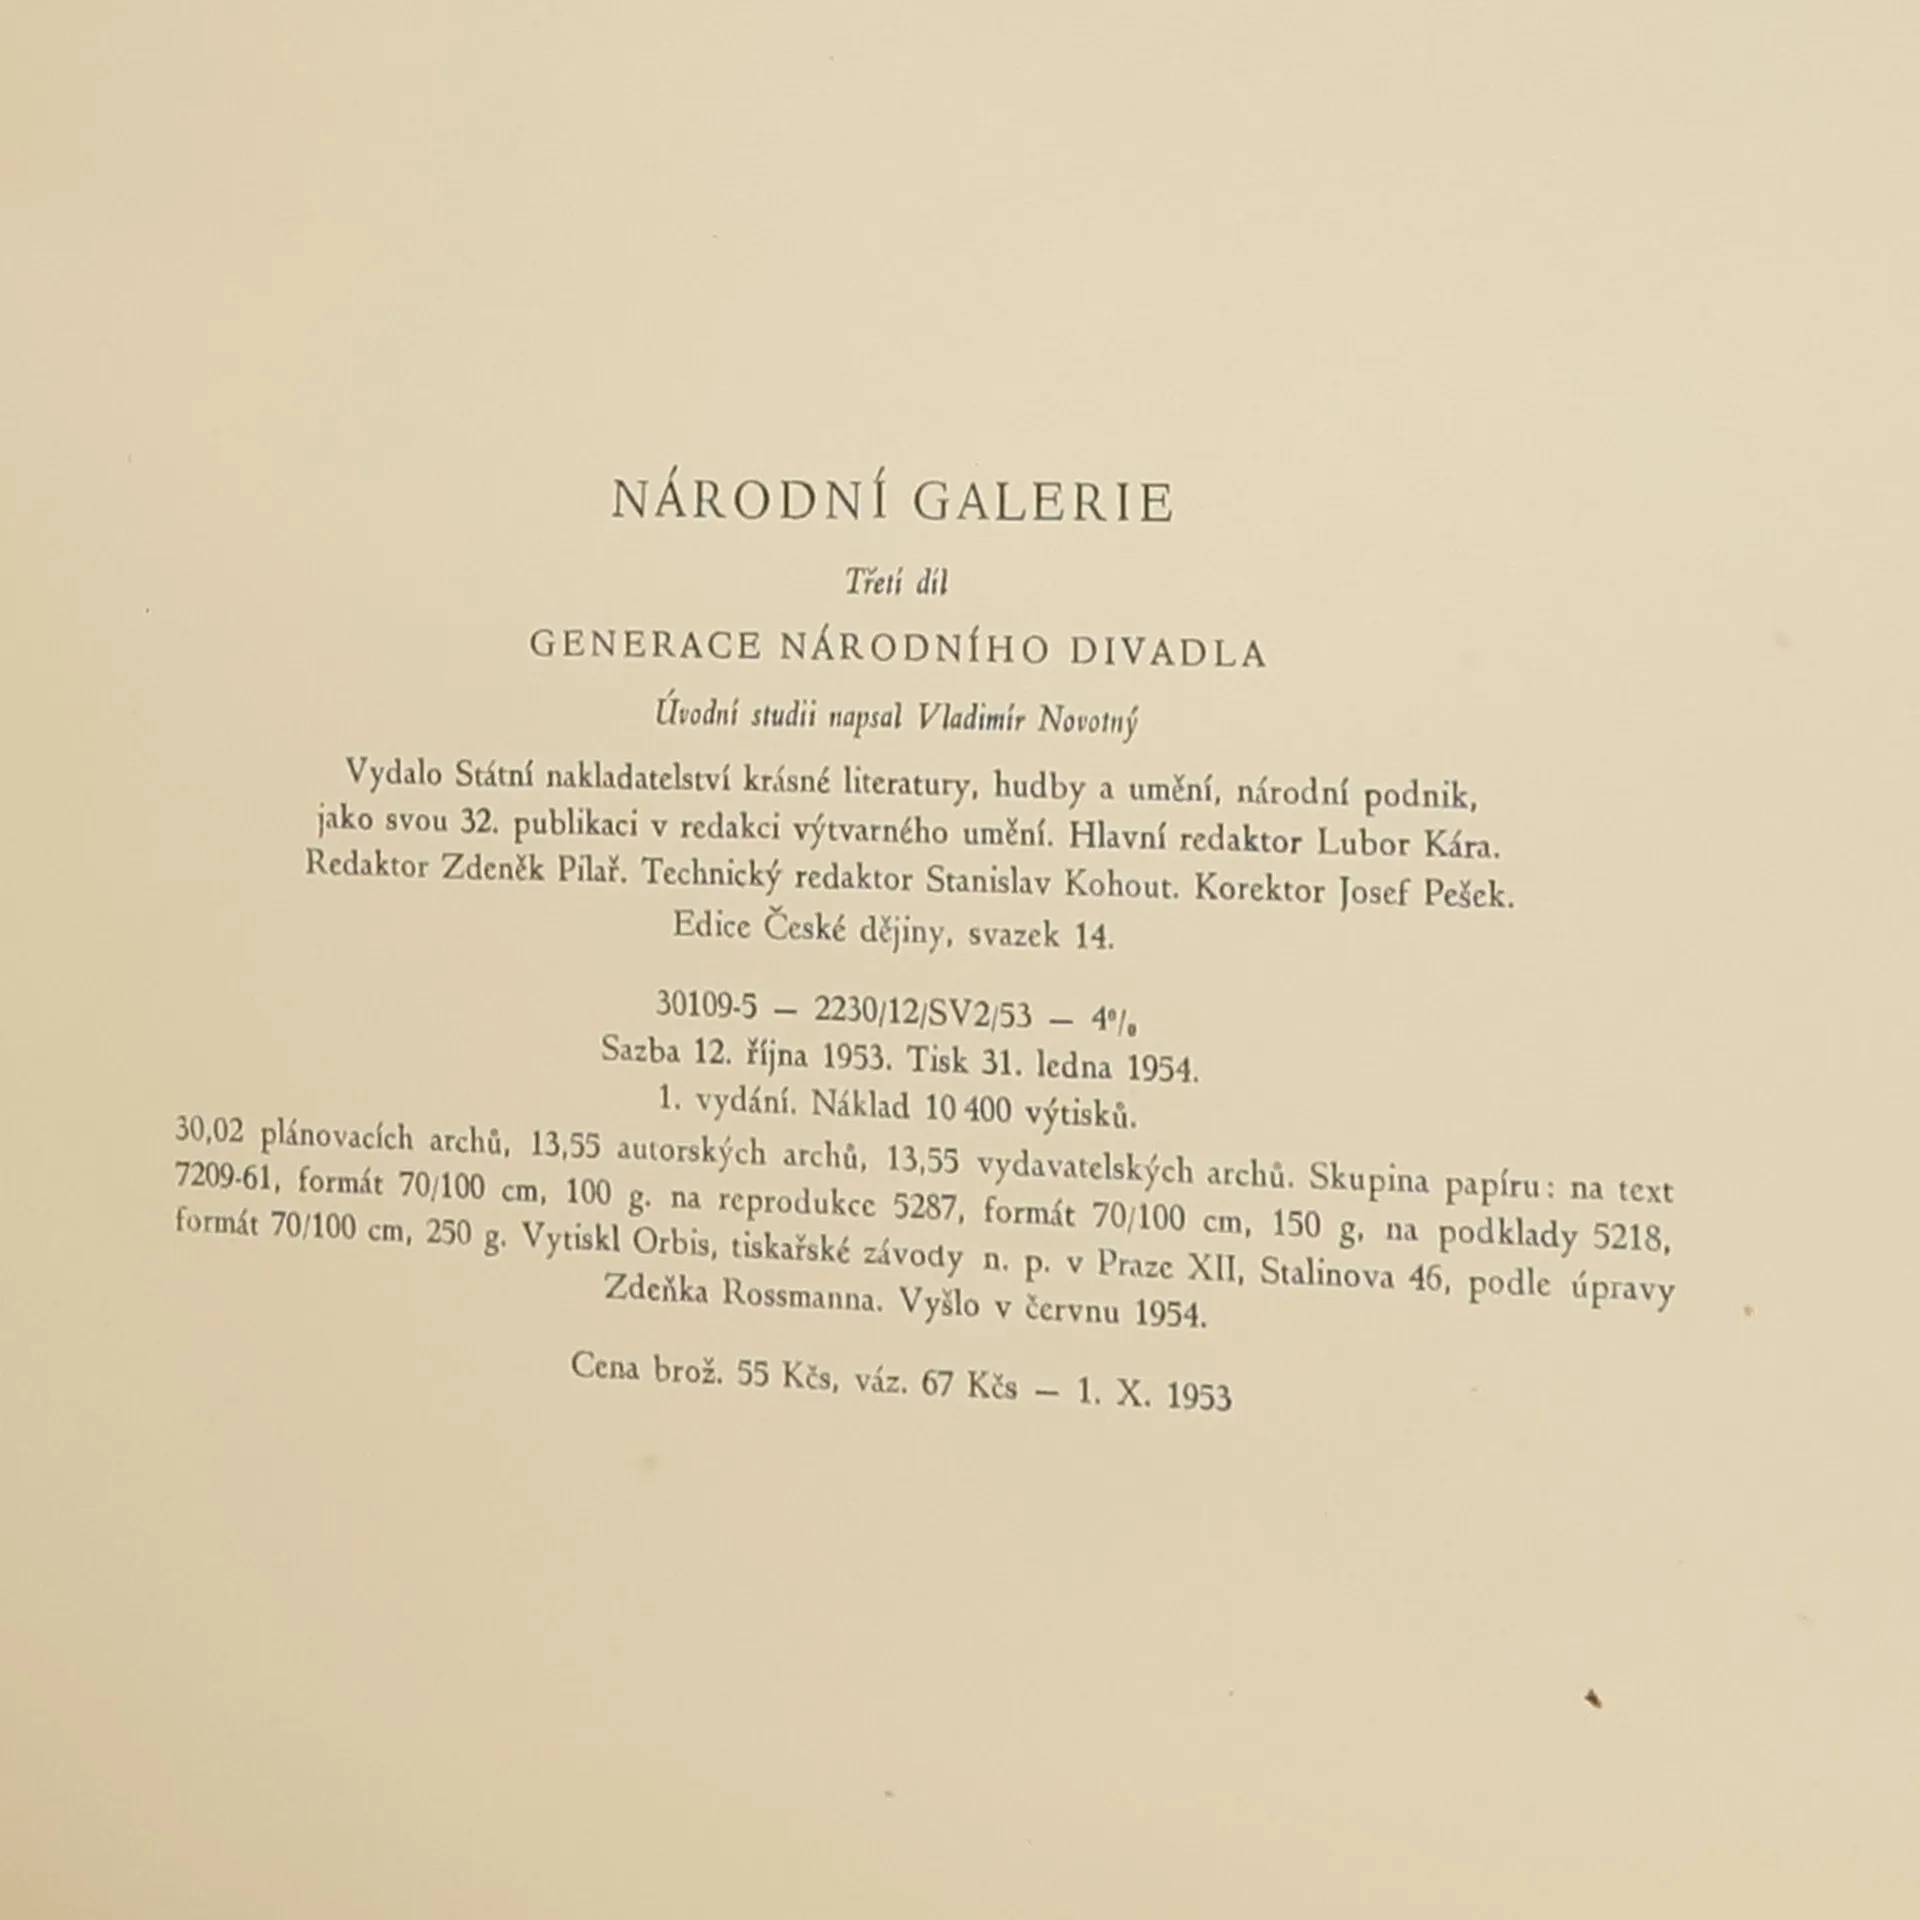 NÁRODNÍ GALERIE
Třetí díl
GENERACE NÁRODNÍHO DIVADLA
Úvodní studii napsal Vladimír Novotný
Vydalo Státní nakladatelství krásné literatury, hudby a umění, národní podnik,
jako svou 32. publikaci v redakci výtvarného umění. Hlavní redaktor Lubor Kára.
Redaktor Zdeněk Pilař. Technický redaktor Stanislav Kohout. Korektor Josef Pešek.
Edice České dějiny, svazek 14.
30109-5 — 2230/12/SV2/53 — 4%
Sazba 12. října 1953. Tisk 31. ledna 1954.
1. vydání. Náklad 10 400 výtisků.
30,02 plánovacích archů, 13,55 autorských archů, 13,55 vydavatelských archů. Skupina papíru: na text
7209-61, formát 70/100 cm, 100 g. na reprodukce 5287, formát 70/100 cm, 150 g, na podklady 5218,
formát 70/100 cm, 250 g. Vytiskl Orbis, tiskařské závody n. p. v Praze XII, Stalinova 46, podle úpravy
Zdeňka Rossmanna. Vyšlo v červnu 1954.
Cena brož. 55 Kčs, váz. 67 Kčs — 1. X. 1953